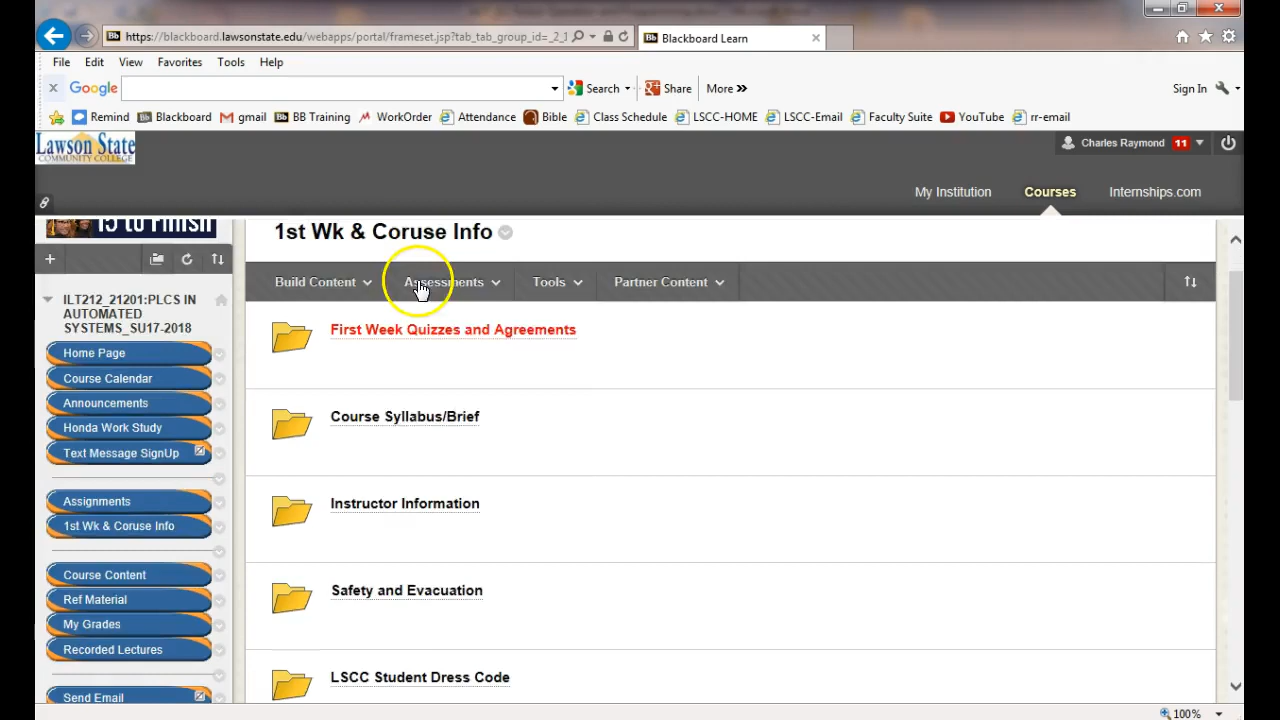 https://blackboard.lawsonstate.edu/webapps/portal/frameset.jsp?tab_tab_group_id=_2_1
Bb Blackboard Learn
File Edit View Favorites Tools Help
x Google Search Share More » Sign In
Remind Bb Blackboard gmail Bb BB Training WorkOrder Attendance Bible Class Schedule LSCC-HOME LSCC-Email Faculty Suite YouTube rr-email
Lawson State
COMMUNITY COLLEGE
Charles Raymond 11
My Institution Courses Internships.com
15 to Finish
1st Wk & Coruse Info
Build Content Assessments Tools Partner Content
ILT212_21201:PLCS IN
AUTOMATED
SYSTEMS_SU17-2018
Home Page
Course Calendar
Announcements
Honda Work Study
Text Message SignUp
Assignments
1st Wk & Coruse Info
Course Content
Ref Material
My Grades
Recorded Lectures
Send Email
First Week Quizzes and Agreements
Course Syllabus/Brief
Instructor Information
Safety and Evacuation
LSCC Student Dress Code
100%